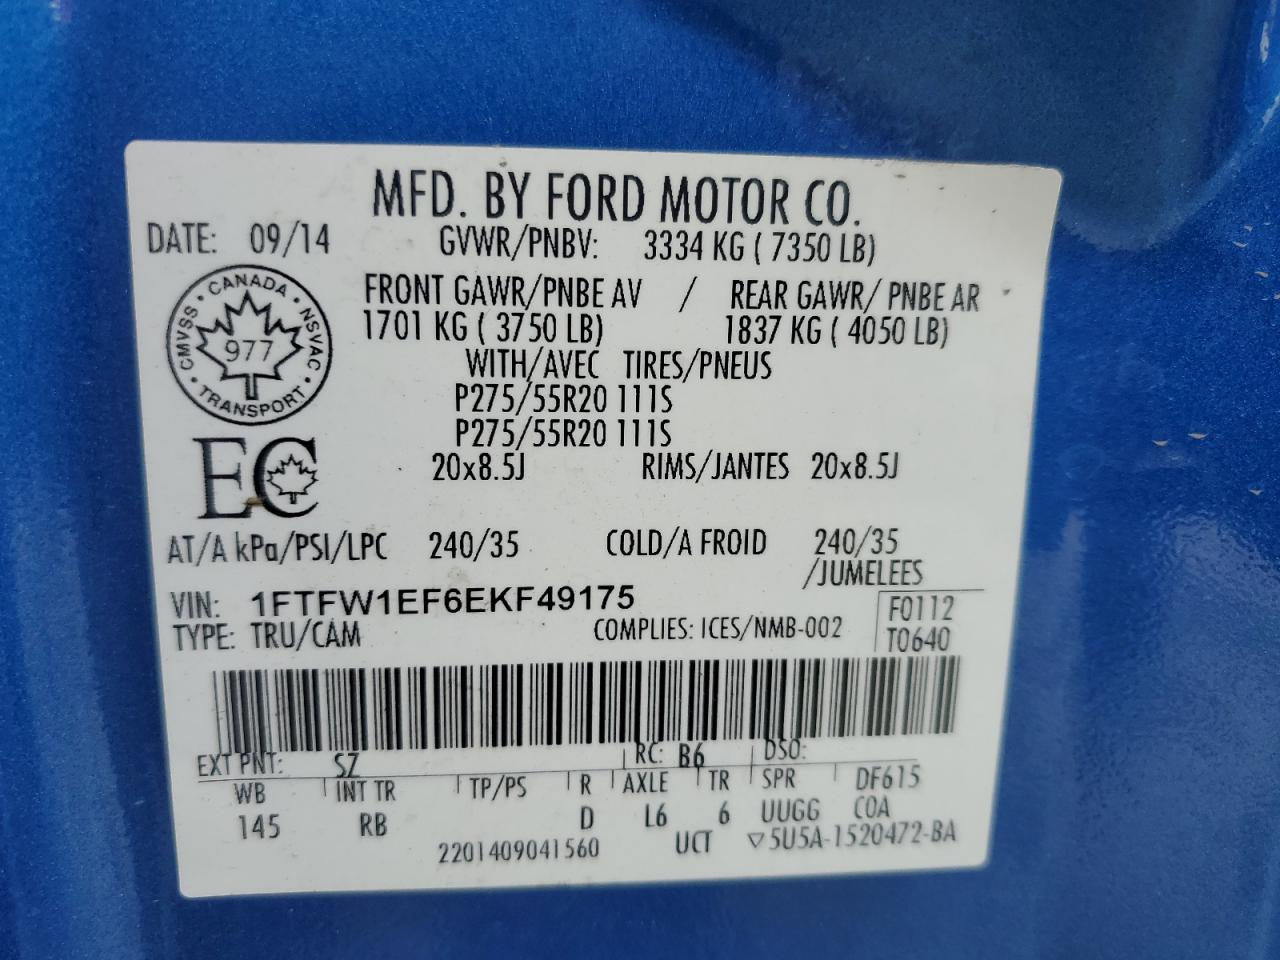 MFD. BY FORD MOTOR CO.
DATE: 09/14 GVWR/PNBV: 3334 KG ( 7350 LB)
FRONT GAWR/PNBE AV / REAR GAWR/ PNBE AR
1701 KG ( 3750 LB) 1837 KG ( 4050 LB)
CANADA
CMVSS 977 NSVAC
TRANSPORT
WITH/AVEC TIRES/PNEUS
P275/55R20 111S
P275/55R20 111S
EC
20x8.5J RIMS/JANTES 20x8.5J
AT/A kPa/PSI/LPC 240/35 COLD/A FROID 240/35
/JUMELEES
VIN: 1FTFW1EF6EKF49175 F0112
TYPE: TRU/CAM COMPLIES: ICES/NMB-002 T0640
EXT PNT: SZ RC: B6 DSO:
WB INT TR TP/PS R AXLE TR SPR DF615
145 RB D L6 6 UUGG COA
2201409041560 UCT ▽5U5A-1520472-BA